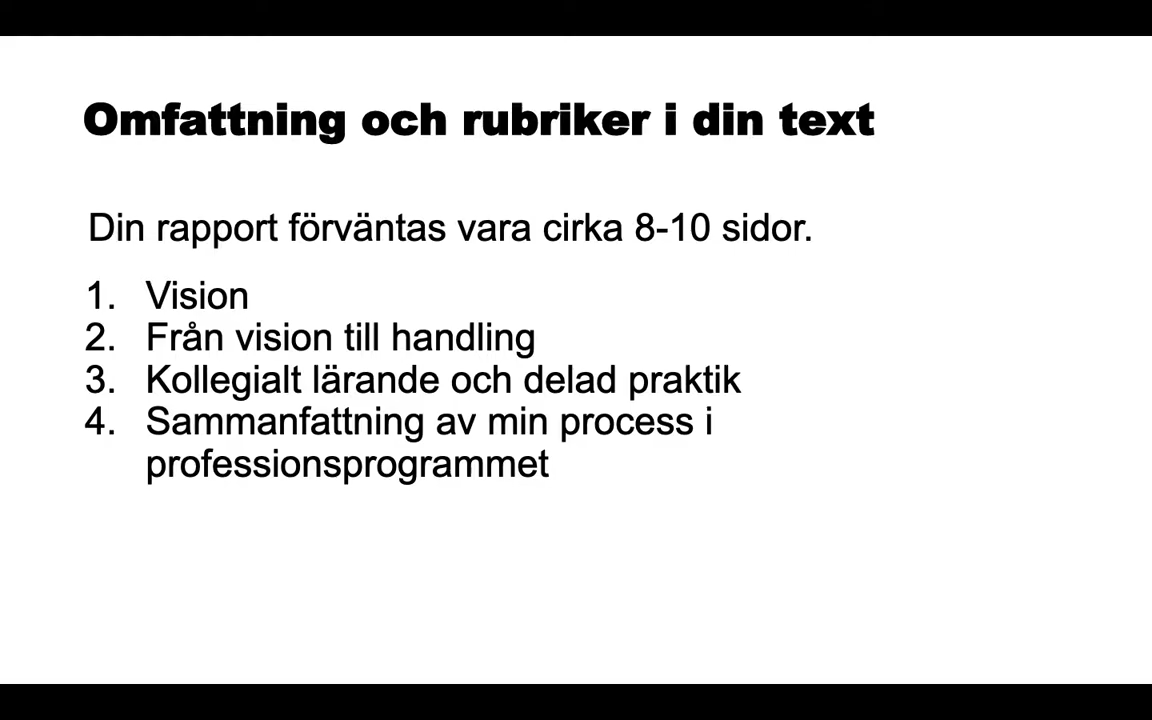 Omfattning och rubriker i din text
Din rapport förväntas vara cirka 8-10 sidor.
1. Vision
2. Från vision till handling
3. Kollegialt lärande och delad praktik
4. Sammanfattning av min process i
professionsprogrammet